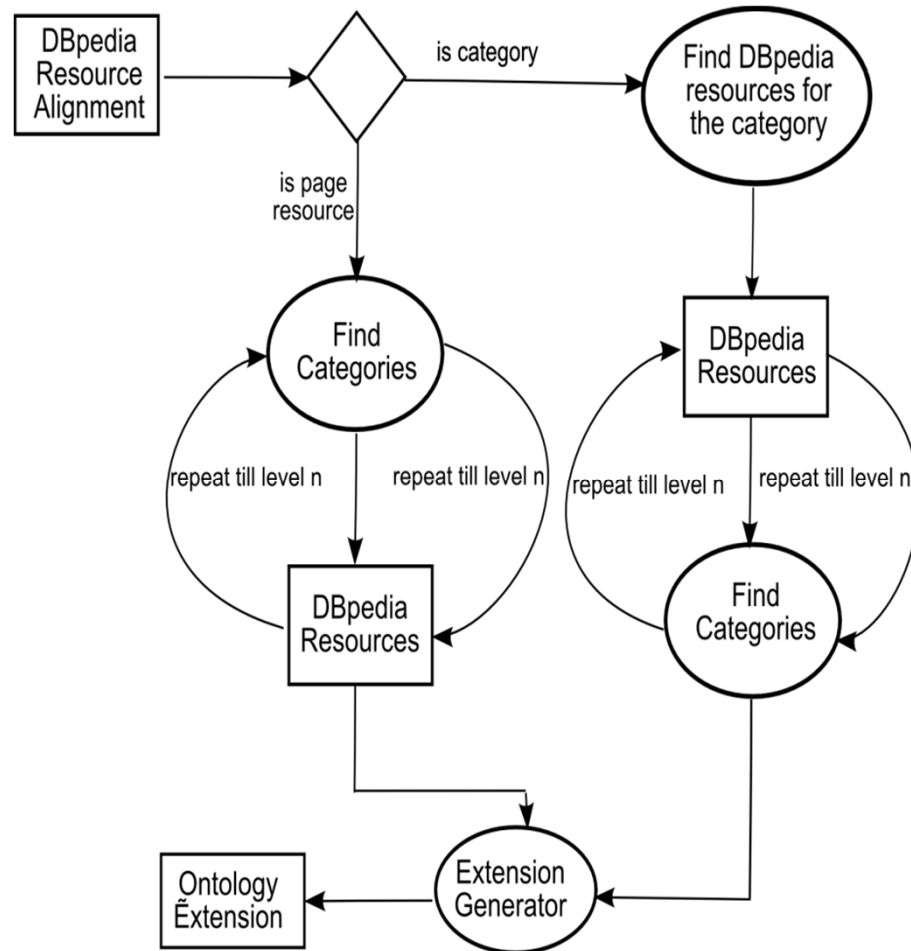 DBpedia
Resource
Alignment
is category
Find DBpedia
resources for
the category
is page
resource
Find
Categories
DBpedia
Resources
repeat till level n
repeat till level n
repeat till level n
repeat till level n
DBpedia
Resources
Find
Categories
Ontology
Ẽxtension
Extension
Generator